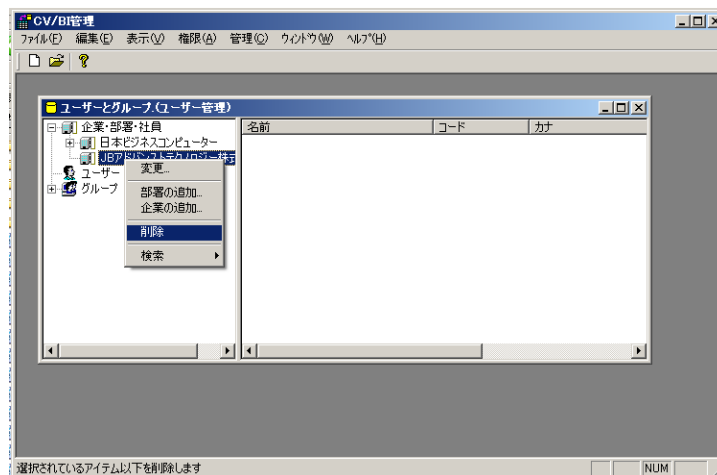 CV/BI管理
ファイル(F) 編集(E) 表示(V) 権限(A) 管理(C) ウィンドウ(W) ヘルプ(H)
ユーザーとグループ.(ユーザー管理)
企業・部署・社員
日本ビジネスコンピューター
JBアドバンストテクノロジー株式
ユーザー
グループ
名前 コード カナ
変更...
部署の追加...
企業の追加...
削除
検索
選択されているアイテム以下を削除します
NUM